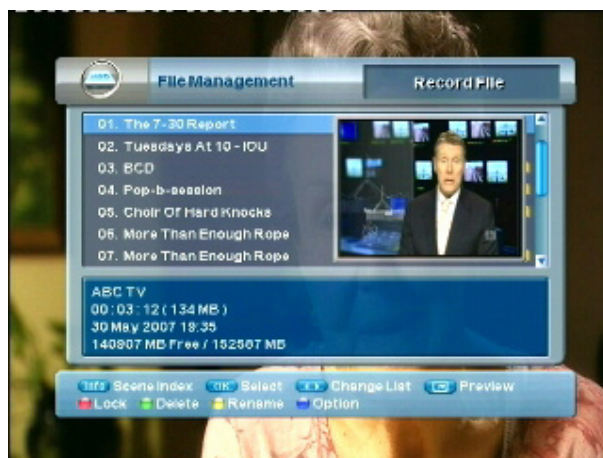 File Management
Record File
01. The 7-30 Report
02. Tuesdays At 10 - IOU
03. BCD
04. Pop-b-session
05. Choir Of Hard Knocks
06. More Than Enough Rope
07. More Than Enough Rope
ABC TV
00:03:12 ( 134 MB )
30 May 2007 19:35
140907 MB Free / 152587 MB
Info Scene Index OK Select Change List Preview
Lock Delete Rename Option